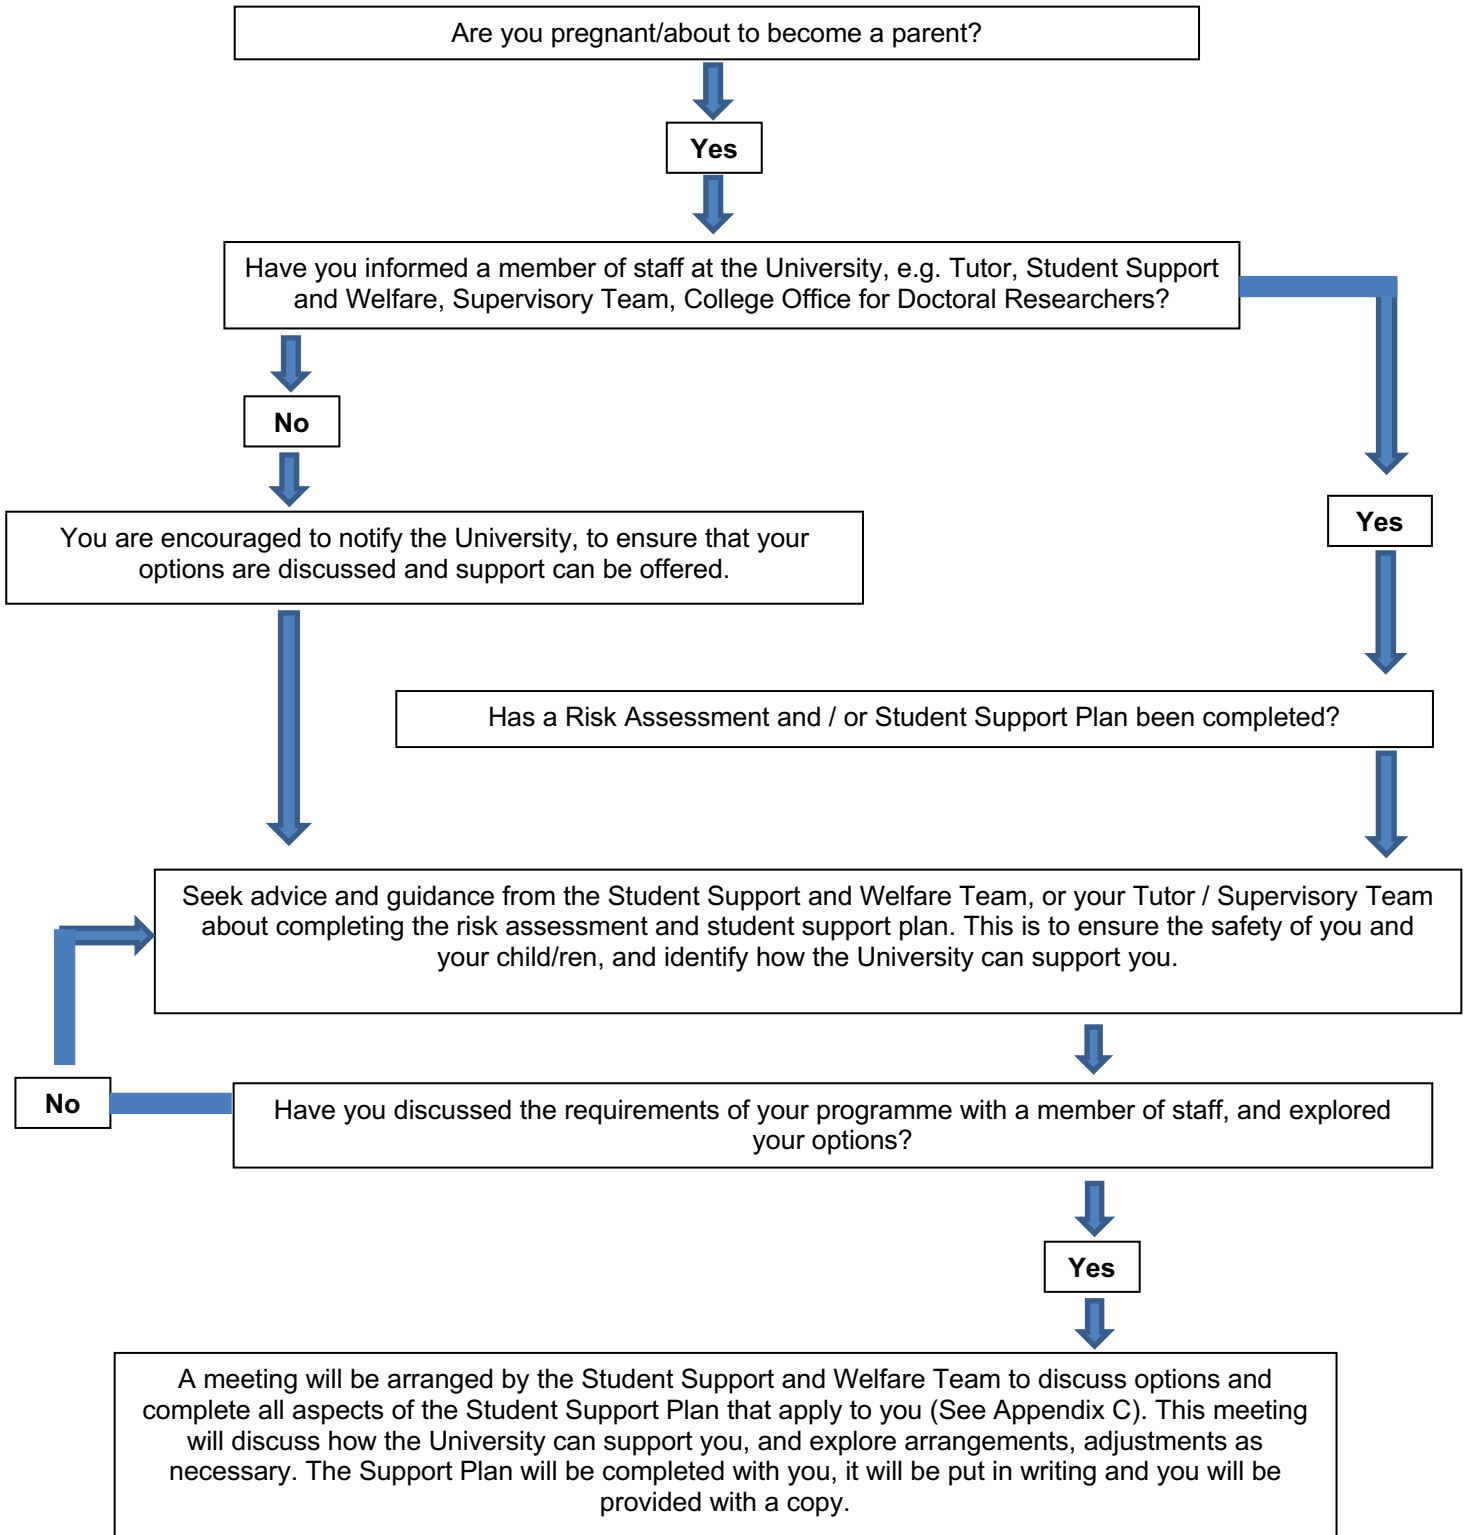 Are you pregnant/about to become a parent?
Yes
Have you informed a member of staff at the University, e.g. Tutor, Student Support
and Welfare, Supervisory Team, College Office for Doctoral Researchers?
No
Yes
You are encouraged to notify the University, to ensure that your
options are discussed and support can be offered.
Has a Risk Assessment and / or Student Support Plan been completed?
Seek advice and guidance from the Student Support and Welfare Team, or your Tutor / Supervisory Team
about completing the risk assessment and student support plan. This is to ensure the safety of you and
your child/ren, and identify how the University can support you.
No
Have you discussed the requirements of your programme with a member of staff, and explored
your options?
Yes
A meeting will be arranged by the Student Support and Welfare Team to discuss options and
complete all aspects of the Student Support Plan that apply to you (See Appendix C). This meeting
will discuss how the University can support you, and explore arrangements, adjustments as
necessary. The Support Plan will be completed with you, it will be put in writing and you will be
provided with a copy.